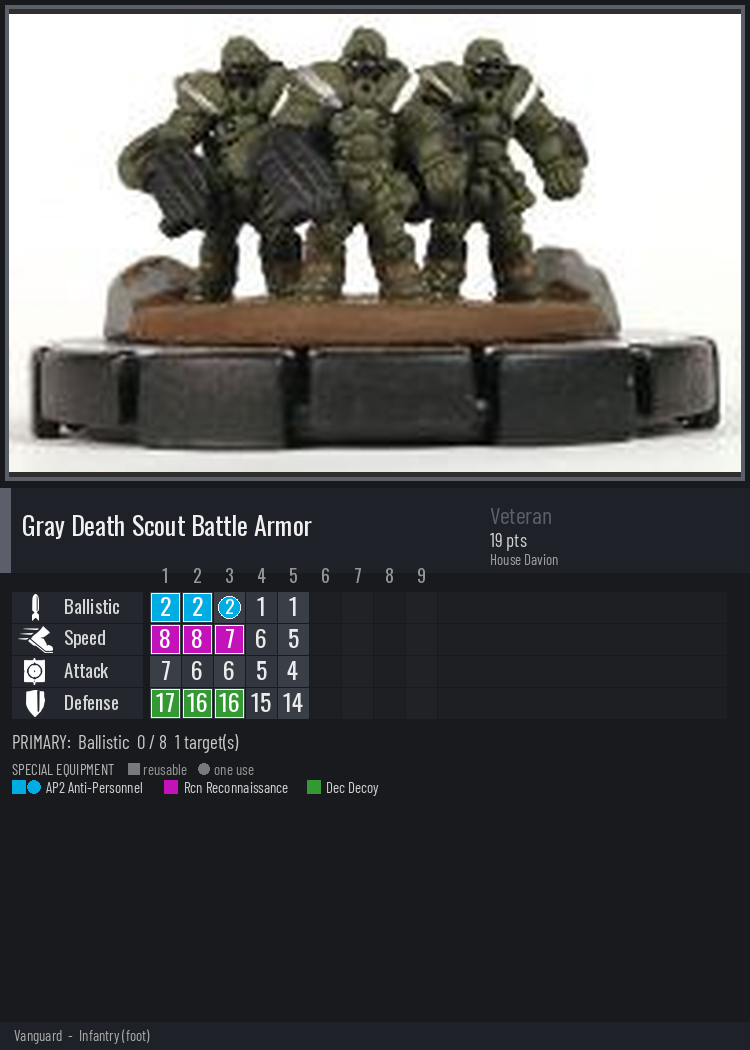 Gray Death Scout Battle Armor
Veteran
19 pts
House Davion
1 2 3 4 5 6 7 8 9
Ballistic 2 2 2 1 1
Speed 8 8 7 6 5
Attack 7 6 6 5 4
Defense 17 16 16 15 14
PRIMARY: Ballistic 0 / 8 1 target(s)
SPECIAL EQUIPMENT reusable one use
AP2 Anti-Personnel Rcn Reconnaissance Dec Decoy
Vanguard - Infantry (foot)